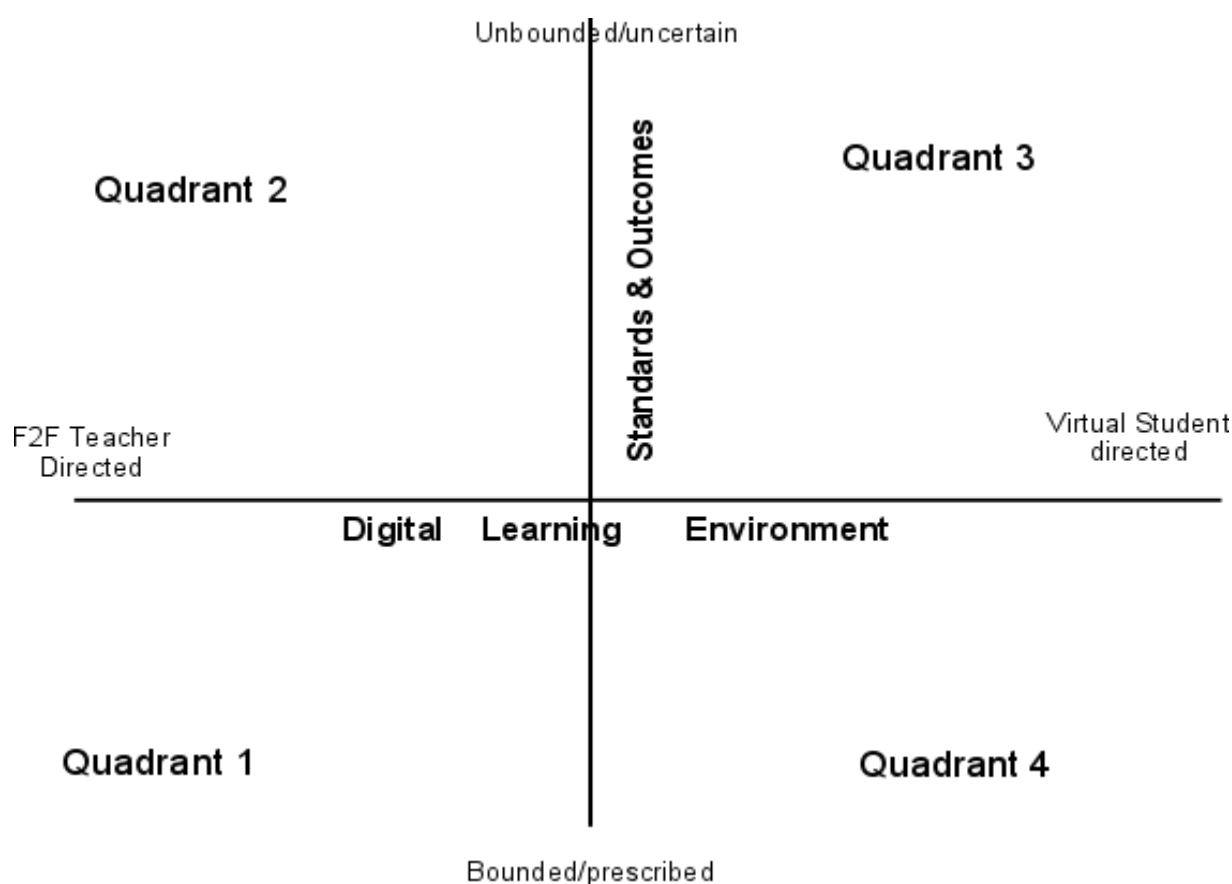 Unbounded/uncertain
Quadrant 2
Quadrant 3
Standards & Outcomes
F2F Teacher
Directed
Virtual Student
directed
Digital Learning Environment
Quadrant 1
Quadrant 4
Bounded/prescribed